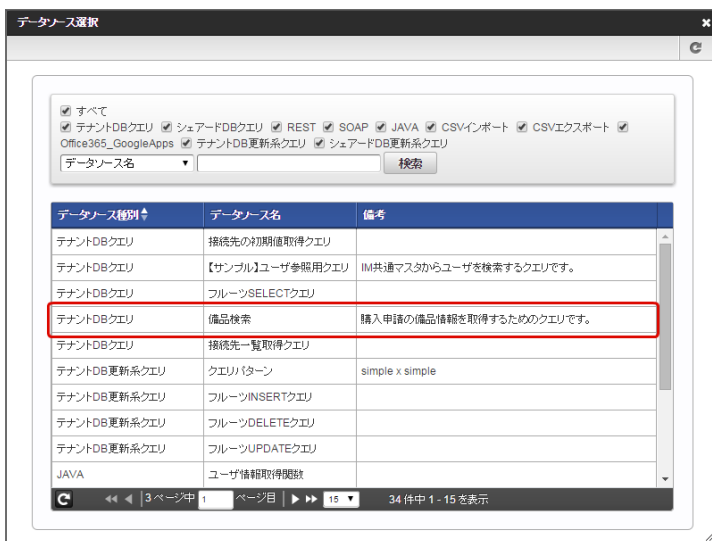 データソース選択
すべて
テナントDBクエリ シェアードDBクエリ REST SOAP JAVA CSVインポート CSVエクスポート
Office365_GoogleApps テナントDB更新系クエリ シェアードDB更新系クエリ
データソース名 検索
データソース種別 データソース名 備考
テナントDBクエリ 接続先の初期値取得クエリ
テナントDBクエリ 【サンプル】ユーザ参照用クエリ IM共通マスタからユーザを検索するクエリです。
テナントDBクエリ フルーツSELECTクエリ
テナントDBクエリ 備品検索 購入申請の備品情報を取得するためのクエリです。
テナントDBクエリ 接続先一覧取得クエリ
テナントDB更新系クエリ クエリパターン simple x simple
テナントDB更新系クエリ フルーツINSERTクエリ
テナントDB更新系クエリ フルーツDELETEクエリ
テナントDB更新系クエリ フルーツUPDATEクエリ
JAVA ユーザ情報取得関数
3 ページ中 1 ページ目 15 34 件中 1 - 15 を表示